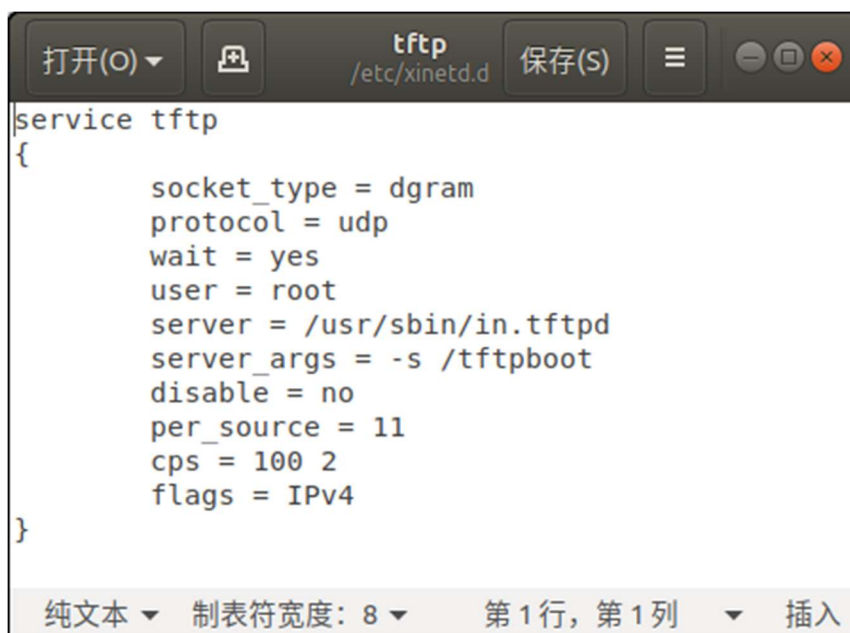 打开(O)
tftp
/etc/xinetd.d
保存(S)
service tftp
{
        socket_type = dgram
        protocol = udp
        wait = yes
        user = root
        server = /usr/sbin/in.tftpd
        server_args = -s /tftpboot
        disable = no
        per_source = 11
        cps = 100 2
        flags = IPv4
}
纯文本 制表符宽度：8 第 1 行，第 1 列 插入